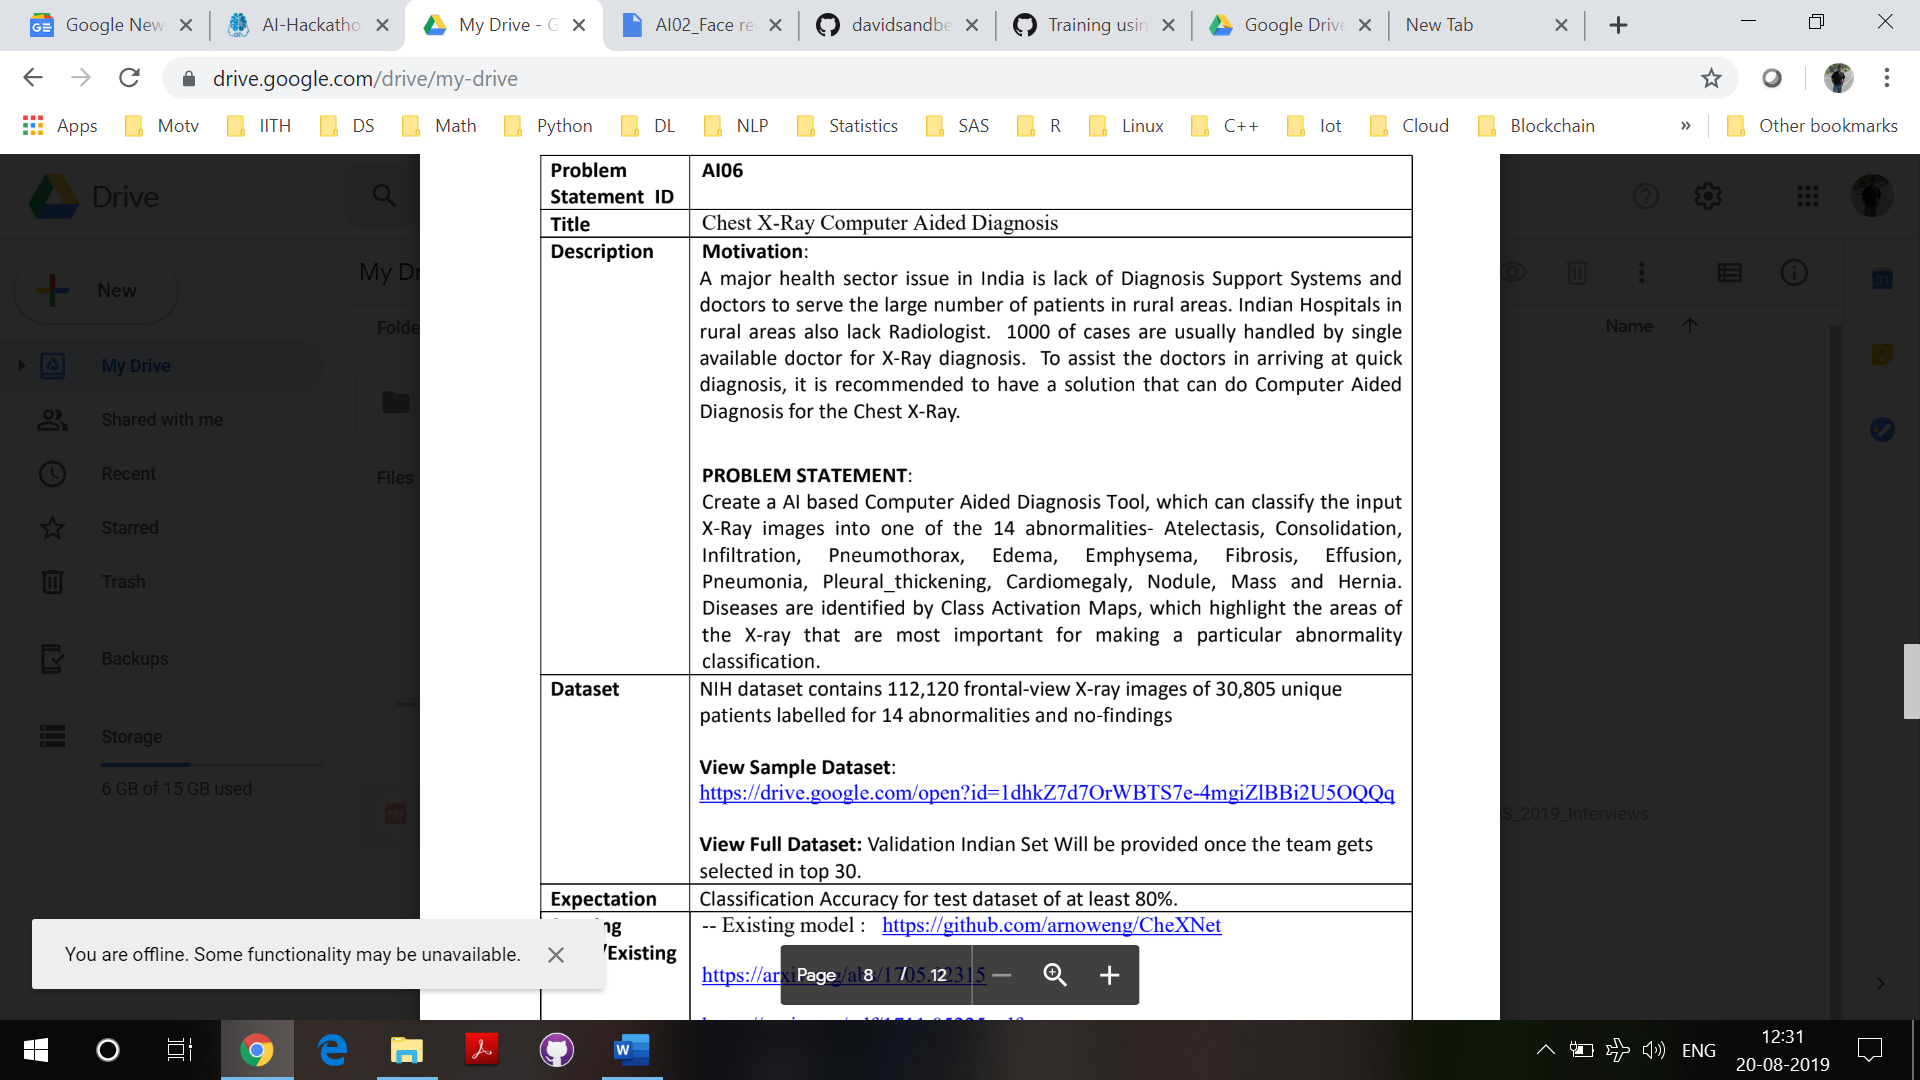 Google New
AI-Hackatho
My Drive - G
AI02_Face re
davidsandbe
Training usin
Google Drive
New Tab
drive.google.com/drive/my-drive
Apps Motv IITH DS Math Python DL NLP Statistics SAS R Linux C++ Iot Cloud Blockchain » Other bookmarks
Drive
New
My Drive
Shared with me
Recent
Starred
Trash
Backups
Storage
6 GB of 15 GB used
My Dr
Folde
Files
Name
S_2019_Interviews
Problem
Statement ID
AI06
Title
Chest X-Ray Computer Aided Diagnosis
Description
Motivation:
A major health sector issue in India is lack of Diagnosis Support Systems and
doctors to serve the large number of patients in rural areas. Indian Hospitals in
rural areas also lack Radiologist. 1000 of cases are usually handled by single
available doctor for X-Ray diagnosis. To assist the doctors in arriving at quick
diagnosis, it is recommended to have a solution that can do Computer Aided
Diagnosis for the Chest X-Ray.
PROBLEM STATEMENT:
Create a AI based Computer Aided Diagnosis Tool, which can classify the input
X-Ray images into one of the 14 abnormalities- Atelectasis, Consolidation,
Infiltration, Pneumothorax, Edema, Emphysema, Fibrosis, Effusion,
Pneumonia, Pleural_thickening, Cardiomegaly, Nodule, Mass and Hernia.
Diseases are identified by Class Activation Maps, which highlight the areas of
the X-ray that are most important for making a particular abnormality
classification.
Dataset
NIH dataset contains 112,120 frontal-view X-ray images of 30,805 unique
patients labelled for 14 abnormalities and no-findings
View Sample Dataset:
https://drive.google.com/open?id=1dhkZ7d7OrWBTS7e-4mgiZlBBi2U5OQQq
View Full Dataset: Validation Indian Set Will be provided once the team gets
selected in top 30.
Expectation
Classification Accuracy for test dataset of at least 80%.
ng
/Existing
-- Existing model : https://github.com/arnoweng/CheXNet
Page 8 / 12
You are offline. Some functionality may be unavailable.
ENG
12:31
20-08-2019